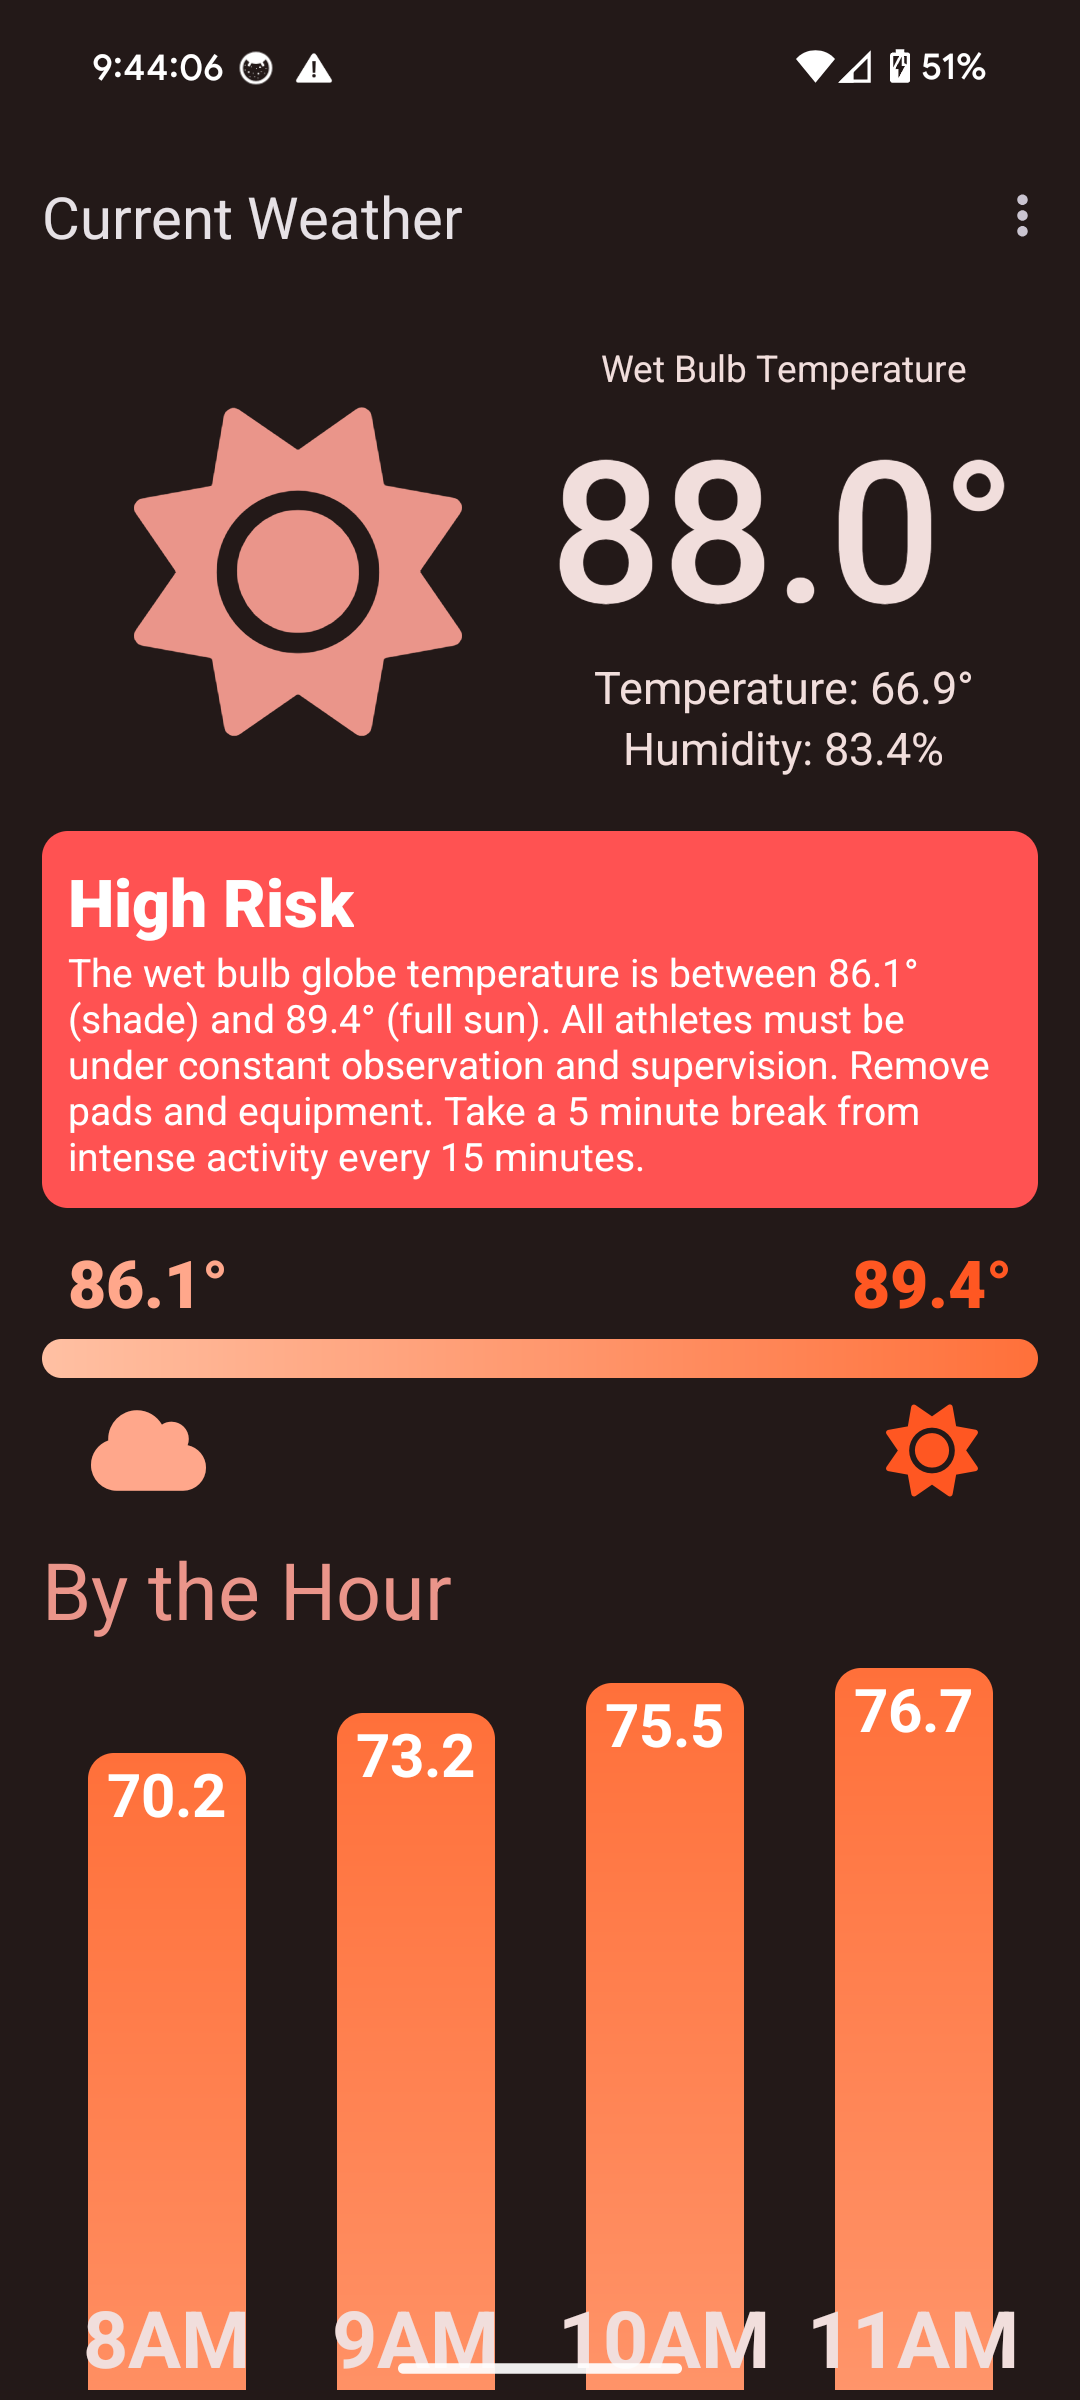 9:44:06
51%
Current Weather
Wet Bulb Temperature
88.0°
Temperature: 66.9°
Humidity: 83.4%
High Risk
The wet bulb globe temperature is between 86.1°
(shade) and 89.4° (full sun). All athletes must be
under constant observation and supervision. Remove
pads and equipment. Take a 5 minute break from
intense activity every 15 minutes.
86.1°
89.4°
By the Hour
70.2
73.2
75.5
76.7
8AM
9AM
10AM
11AM